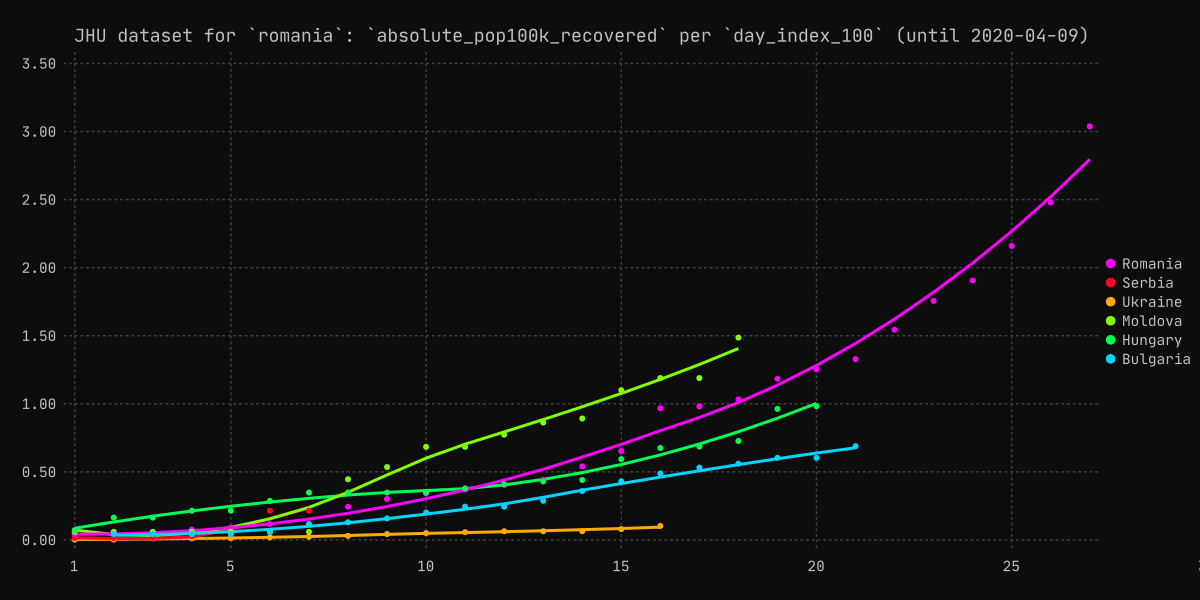 JHU dataset for `romania`: `absolute_pop100k_recovered` per `day_index_100` (until 2020-04-09)
3.50
3.00
2.50
2.00
1.50
1.00
0.50
0.00
1 5 10 15 20 25
Romania
Serbia
Ukraine
Moldova
Hungary
Bulgaria